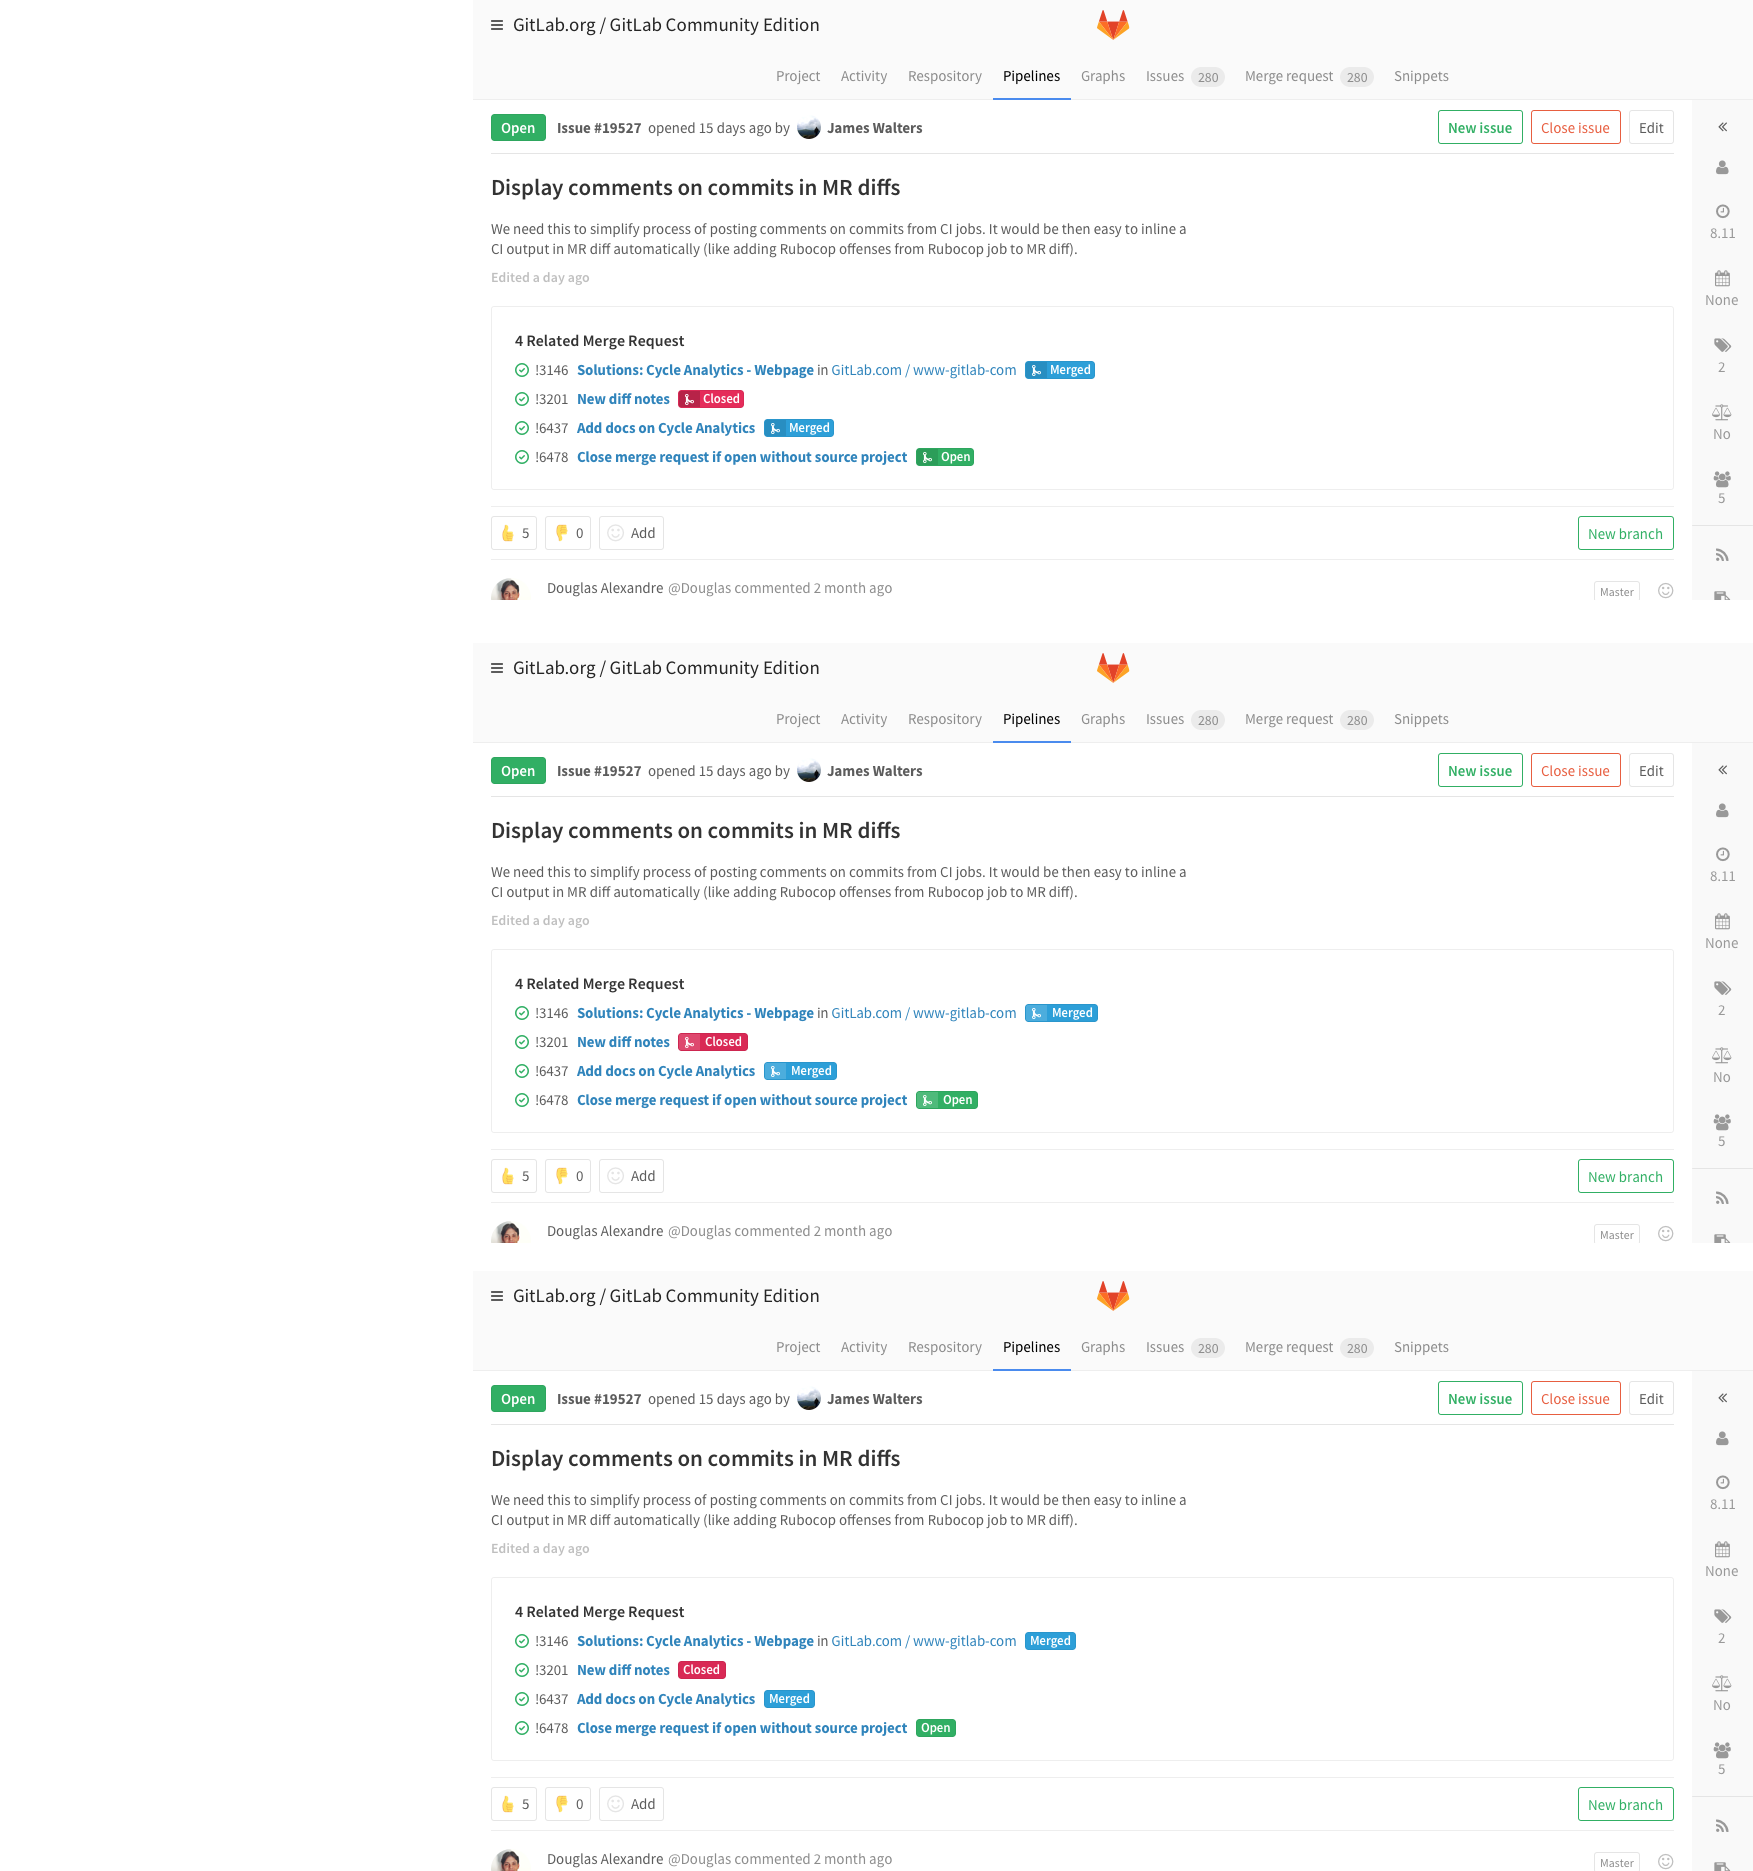 GitLab.org / GitLab Community Edition
Project Activity Respository Pipelines Graphs Issues 280 Merge request 280 Snippets
Open Issue #19527 opened 15 days ago by James Walters New issue Close issue Edit
Display comments on commits in MR diffs
8.11
We need this to simplify process of posting comments on commits from CI jobs. It would be then easy to inline a
CI output in MR diff automatically (like adding Rubocop offenses from Rubocop job to MR diff).
Edited a day ago
None
4 Related Merge Request
!3146 Solutions: Cycle Analytics - Webpage in GitLab.com / www-gitlab-com Merged
2
!3201 New diff notes Closed
!6437 Add docs on Cycle Analytics Merged
No
!6478 Close merge request if open without source project Open
5
5 0 Add New branch
Douglas Alexandre @Douglas commented 2 month ago Master
GitLab.org / GitLab Community Edition
Project Activity Respository Pipelines Graphs Issues 280 Merge request 280 Snippets
Open Issue #19527 opened 15 days ago by James Walters New issue Close issue Edit
Display comments on commits in MR diffs
8.11
We need this to simplify process of posting comments on commits from CI jobs. It would be then easy to inline a
CI output in MR diff automatically (like adding Rubocop offenses from Rubocop job to MR diff).
Edited a day ago
None
4 Related Merge Request
!3146 Solutions: Cycle Analytics - Webpage in GitLab.com / www-gitlab-com Merged
2
!3201 New diff notes Closed
!6437 Add docs on Cycle Analytics Merged
No
!6478 Close merge request if open without source project Open
5
5 0 Add New branch
Douglas Alexandre @Douglas commented 2 month ago Master
GitLab.org / GitLab Community Edition
Project Activity Respository Pipelines Graphs Issues 280 Merge request 280 Snippets
Open Issue #19527 opened 15 days ago by James Walters New issue Close issue Edit
Display comments on commits in MR diffs
8.11
We need this to simplify process of posting comments on commits from CI jobs. It would be then easy to inline a
CI output in MR diff automatically (like adding Rubocop offenses from Rubocop job to MR diff).
Edited a day ago
None
4 Related Merge Request
!3146 Solutions: Cycle Analytics - Webpage in GitLab.com / www-gitlab-com Merged
2
!3201 New diff notes Closed
!6437 Add docs on Cycle Analytics Merged
No
!6478 Close merge request if open without source project Open
5
5 0 Add New branch
Douglas Alexandre @Douglas commented 2 month ago Master